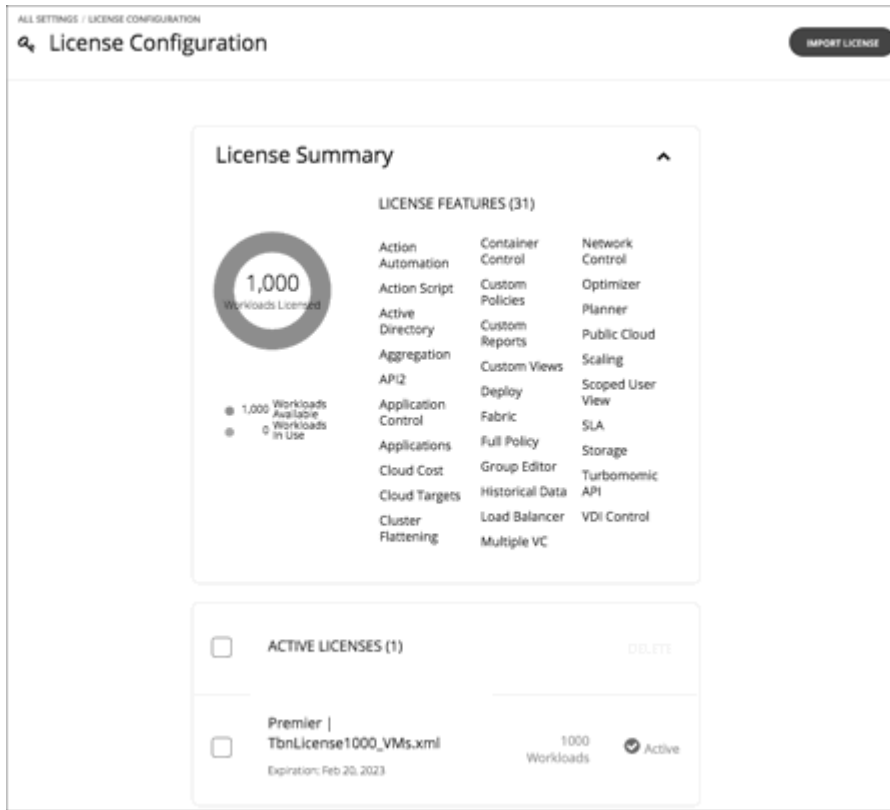 ALL SETTINGS / LICENSE CONFIGURATION
License Configuration
IMPORT LICENSE
License Summary
LICENSE FEATURES (31)
1,000
Workloads Licensed
1,000 Workloads
Available
0 Workloads
In Use
Action
Automation
Action Script
Active
Directory
Aggregation
API2
Application
Control
Applications
Cloud Cost
Cloud Targets
Cluster
Flattening
Container
Control
Custom
Policies
Custom
Reports
Custom Views
Deploy
Fabric
Full Policy
Group Editor
Historical Data
Load Balancer
Multiple VC
Network
Control
Optimizer
Planner
Public Cloud
Scaling
Scoped User
View
SLA
Storage
Turbomomic
API
VDI Control
ACTIVE LICENSES (1)
DELETE
Premier |
TbnLicense1000_VMs.xml
Expiration: Feb 20, 2023
1000
Workloads
Active